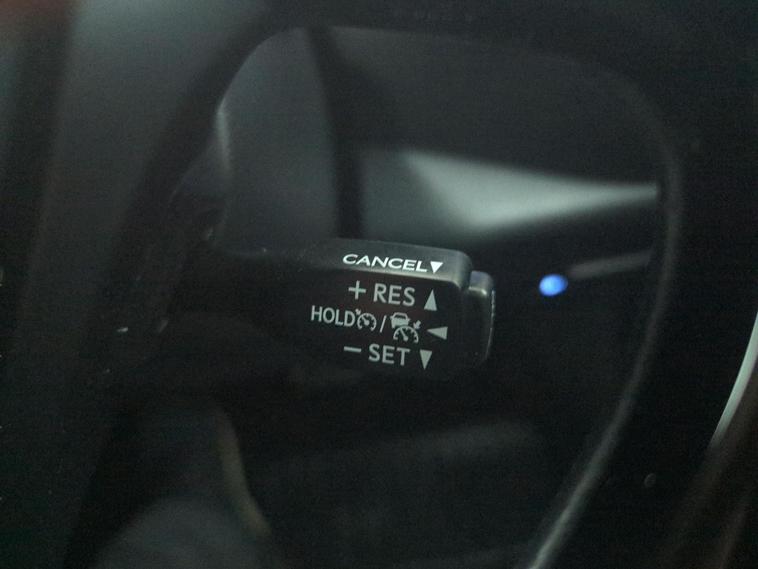 CANCEL▼
+ RES ▲
HOLD / ◄
− SET ▼